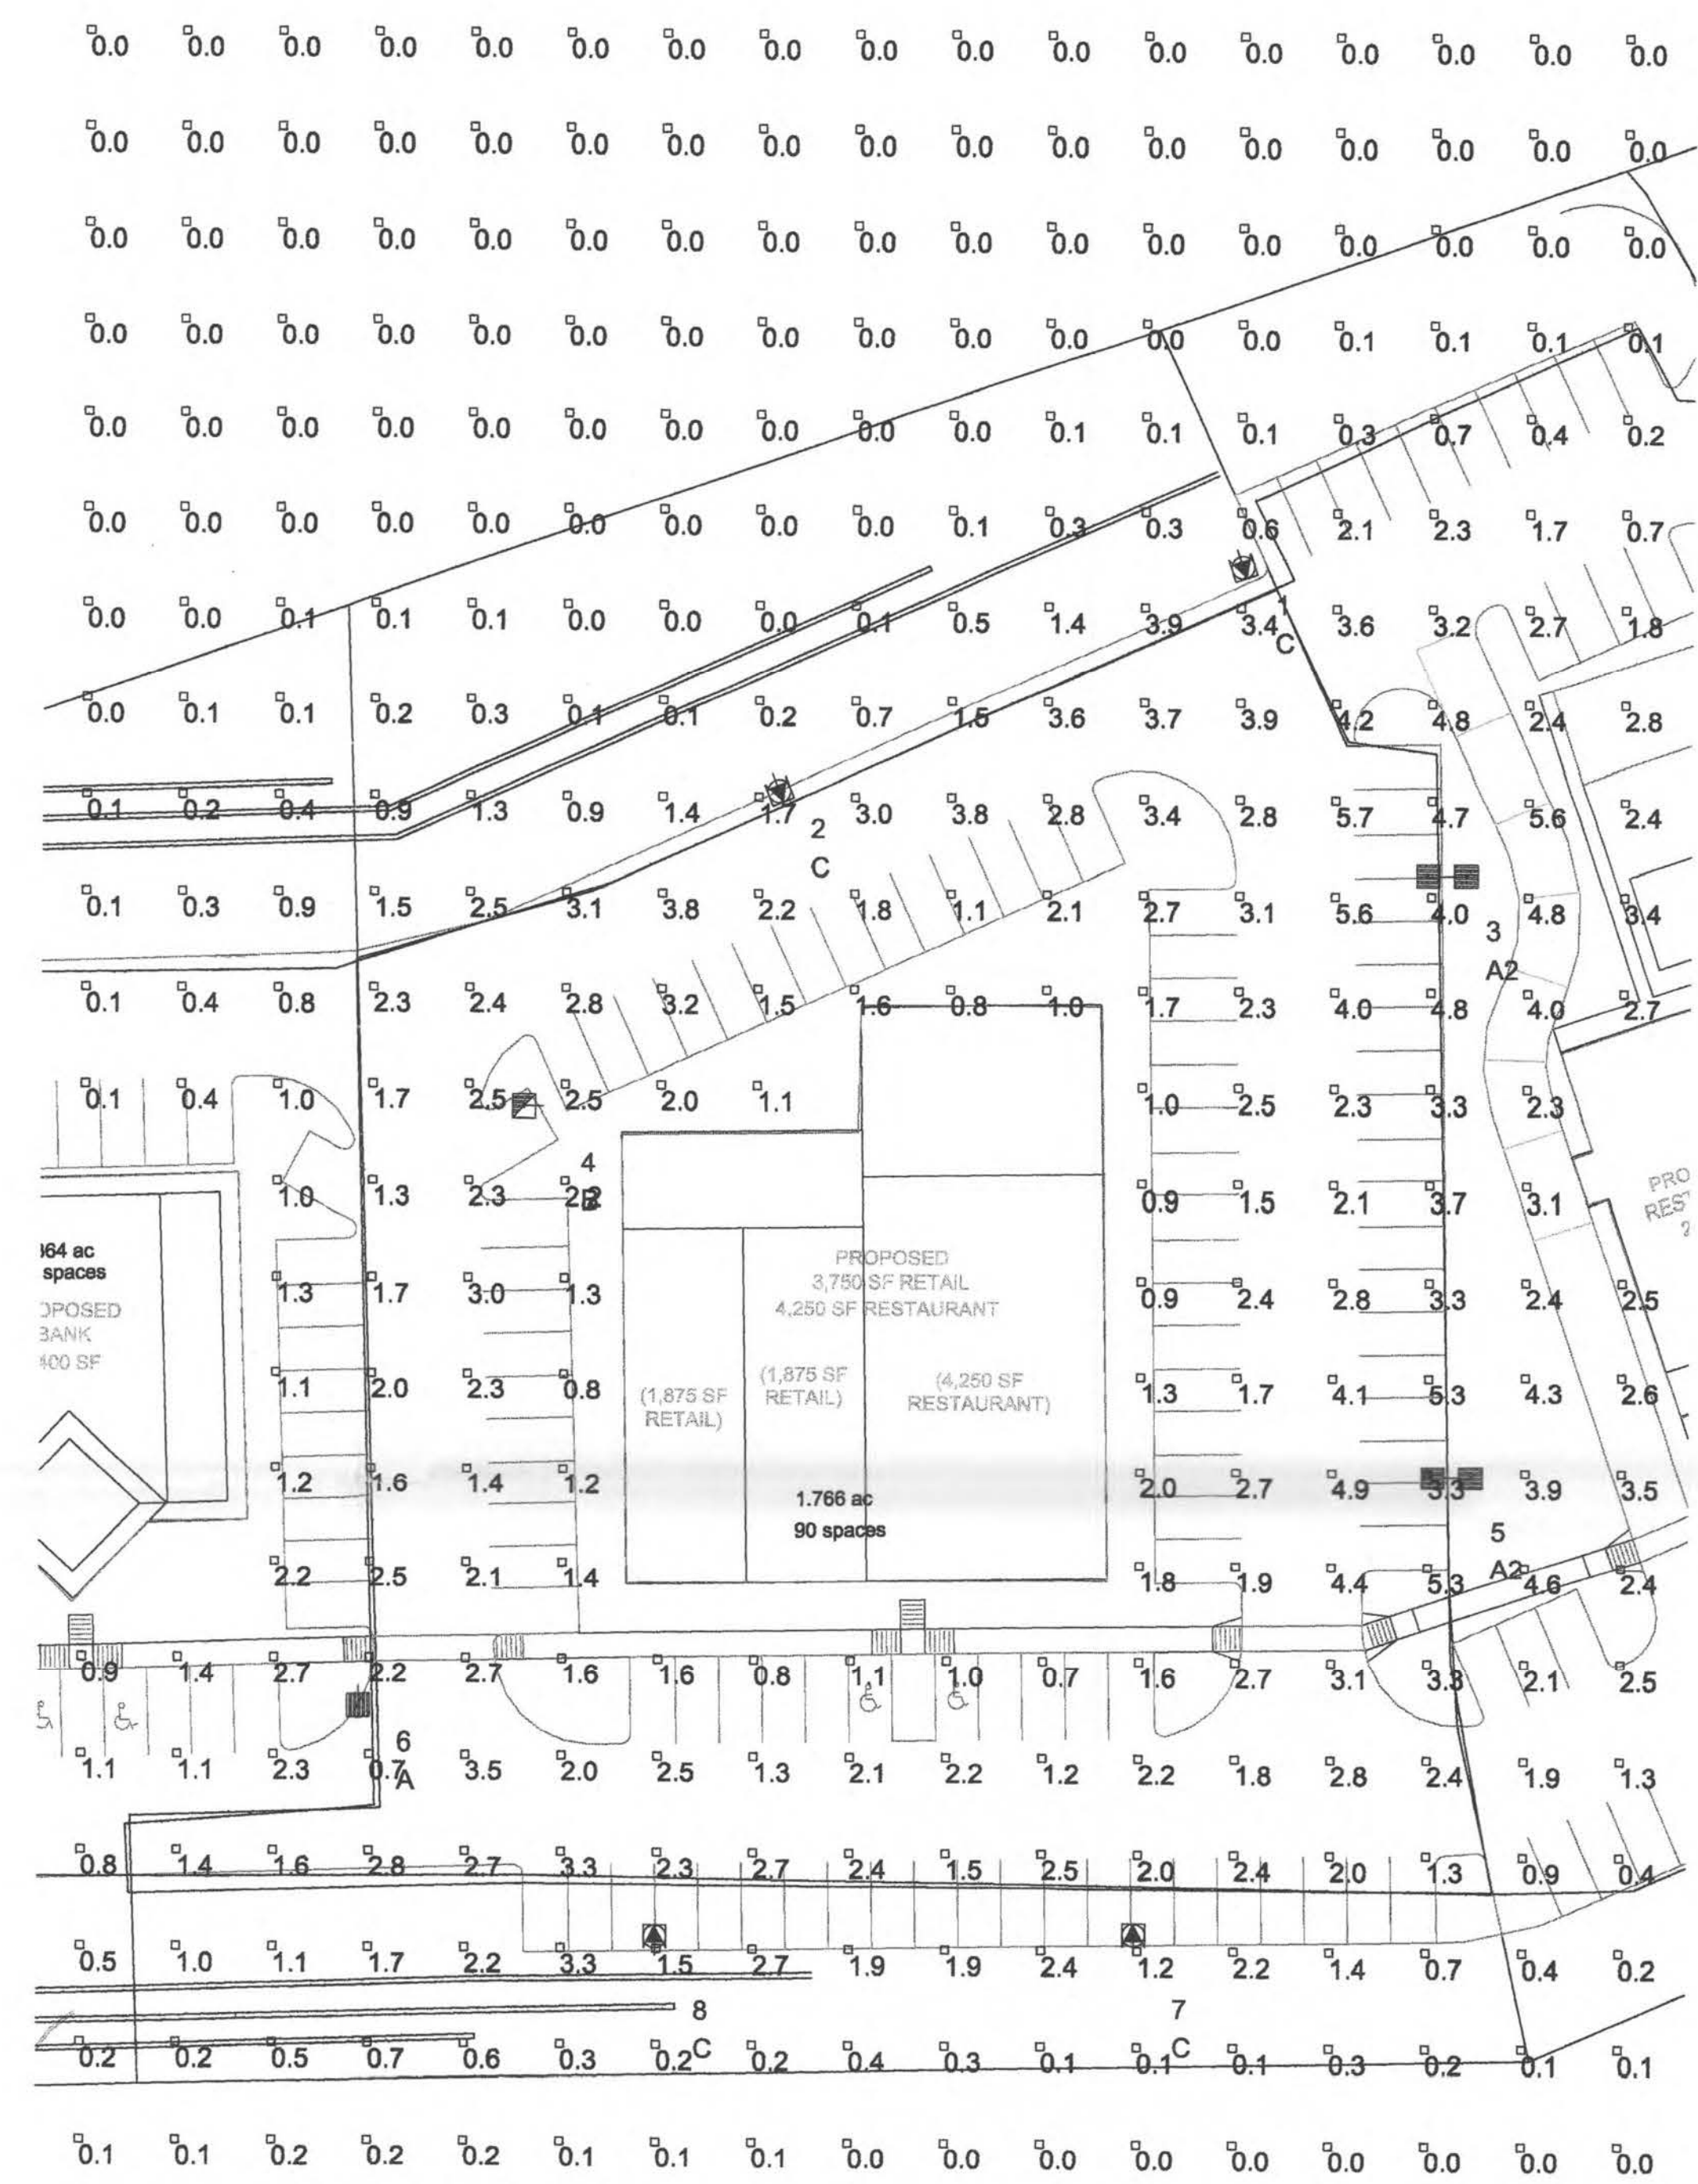 0.0 0.0 0.0 0.0 0.0 0.0 0.0 0.0 0.0 0.0 0.0 0.0 0.0 0.0 0.0 0.0 0.0
0.0 0.0 0.0 0.0 0.0 0.0 0.0 0.0 0.0 0.0 0.0 0.0 0.0 0.0 0.0 0.0 0.0
0.0 0.0 0.0 0.0 0.0 0.0 0.0 0.0 0.0 0.0 0.0 0.0 0.0 0.0 0.0 0.0 0.0
0.0 0.0 0.0 0.0 0.0 0.0 0.0 0.0 0.0 0.0 0.0 0.0 0.0 0.1 0.1 0.1 0.1
0.0 0.0 0.0 0.0 0.0 0.0 0.0 0.0 0.0 0.0 0.1 0.1 0.1 0.3 0.7 0.4 0.2
0.0 0.0 0.0 0.0 0.0 0.0 0.0 0.0 0.0 0.1 0.3 0.3 0.6 2.1 2.3 1.7 0.7
0.0 0.0 0.1 0.1 0.1 0.0 0.0 0.0 0.1 0.5 1.4 3.9 3.4 3.6 3.2 2.7 1.8
1
C
0.0 0.1 0.1 0.2 0.3 0.1 0.1 0.2 0.7 1.5 3.6 3.7 3.9 4.2 4.8 2.4 2.8
0.1 0.2 0.4 0.9 1.3 0.9 1.4 1.7 3.0 3.8 2.8 3.4 2.8 5.7 4.7 5.6 2.4
2
C
0.1 0.3 0.9 1.5 2.5 3.1 3.8 2.2 1.8 1.1 2.1 2.7 3.1 5.6 4.0 4.8 3.4
3
A2
0.1 0.4 0.8 2.3 2.4 2.8 3.2 1.5 1.6 0.8 1.0 1.7 2.3 4.0 4.8 4.0 2.7
0.1 0.4 1.0 1.7 2.5 2.5 2.0 1.1 1.0 2.5 2.3 3.3 2.3
4
1.0 1.3 2.3 2.2 0.9 1.5 2.1 3.7 3.1
B
PRO
REST
2
364 ac
spaces
OPOSED
BANK
400 SF
PROPOSED
3,750 SF RETAIL
4,250 SF RESTAURANT
1.3 1.7 3.0 1.3 0.9 2.4 2.8 3.3 2.4 2.5
1.1 2.0 2.3 0.8 1.3 1.7 4.1 5.3 4.3 2.6
(1,875 SF
RETAIL)
(1,875 SF
RETAIL)
(4,250 SF
RESTAURANT)
1.2 1.6 1.4 1.2 2.0 2.7 4.9 3.3 3.9 3.5
1.766 ac
90 spaces
5
A2
2.2 2.5 2.1 1.4 1.8 1.9 4.4 5.3 4.6 2.4
0.9 1.4 2.7 2.2 2.7 1.6 1.6 0.8 1.1 1.0 0.7 1.6 2.7 3.1 3.3 2.1 2.5
6
A
1.1 1.1 2.3 0.7 3.5 2.0 2.5 1.3 2.1 2.2 1.2 2.2 1.8 2.8 2.4 1.9 1.3
0.8 1.4 1.6 2.8 2.7 3.3 2.3 2.7 2.4 1.5 2.5 2.0 2.4 2.0 1.3 0.9 0.4
0.5 1.0 1.1 1.7 2.2 3.3 1.5 2.7 1.9 1.9 2.4 1.2 2.2 1.4 0.7 0.4 0.2
8 7
C C
0.2 0.2 0.5 0.7 0.6 0.3 0.2 0.2 0.4 0.3 0.1 0.1 0.1 0.3 0.2 0.1 0.1
0.1 0.1 0.2 0.2 0.2 0.1 0.1 0.1 0.0 0.0 0.0 0.0 0.0 0.0 0.0 0.0 0.0